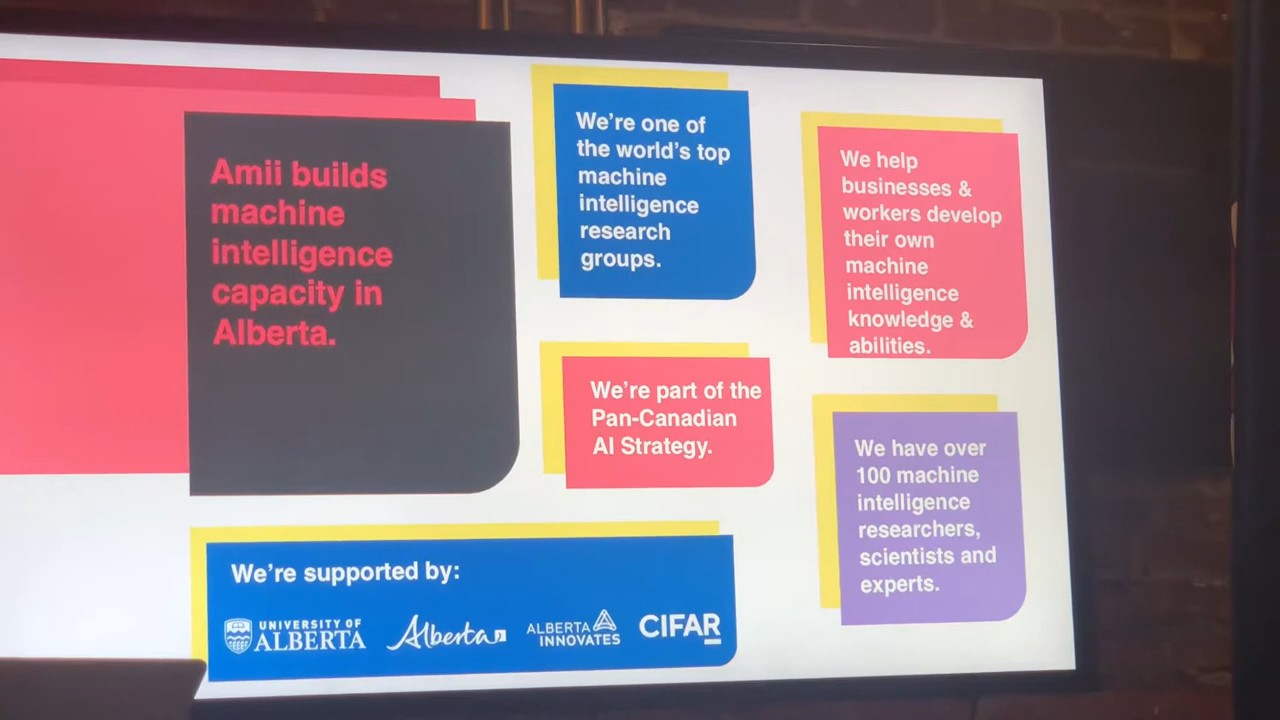 Amii builds
machine
intelligence
capacity in
Alberta.
We're one of
the world's top
machine
intelligence
research
groups.
We help
businesses &
workers develop
their own
machine
intelligence
knowledge &
abilities.
We're part of the
Pan-Canadian
AI Strategy.
We have over
100 machine
intelligence
researchers,
scientists and
experts.
We're supported by:
UNIVERSITY OF
ALBERTA
Alberta
ALBERTA
INNOVATES
CIFAR